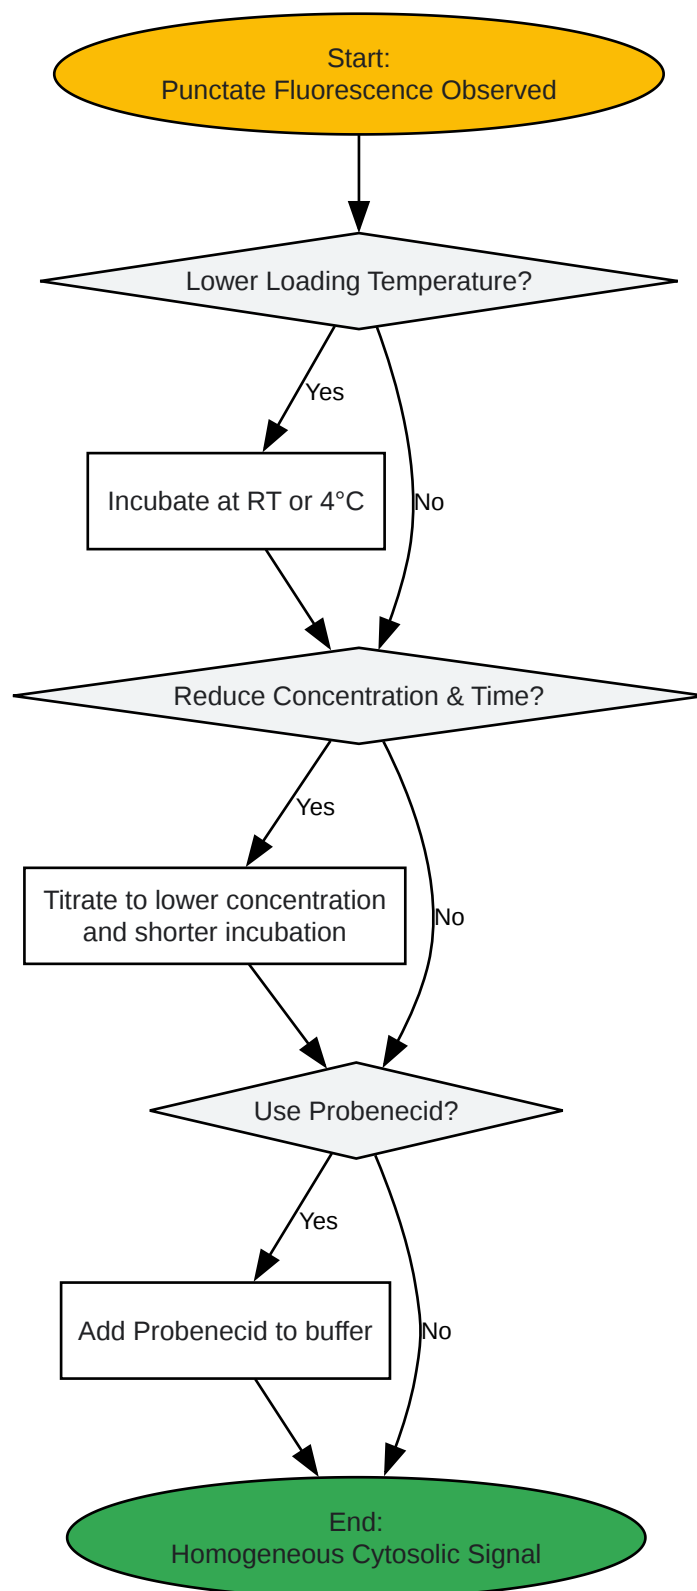 Start:
Punctate Fluorescence Observed
Lower Loading Temperature?
Yes
Incubate at RT or 4°C
No
Reduce Concentration & Time?
Yes
Titrate to lower concentration
and shorter incubation
No
Use Probenecid?
Yes
Add Probenecid to buffer
No
End:
Homogeneous Cytosolic Signal